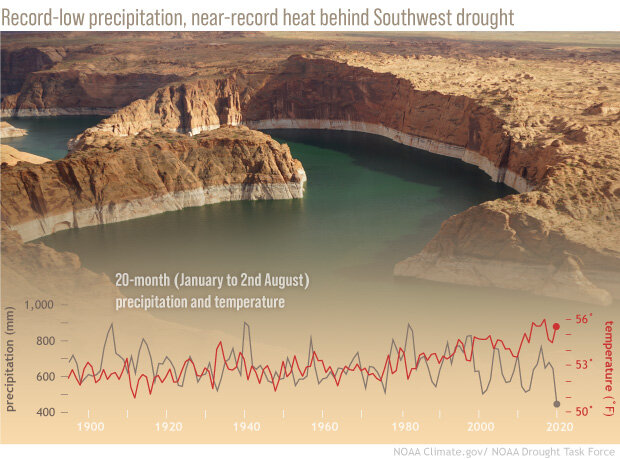 Record-low precipitation, near-record heat behind Southwest drought
20-month (January to 2nd August)
precipitation and temperature
precipitation (mm)
1,000
800
600
400
56°
53°
50°
temperature (°F)
1900
1920
1940
1960
1980
2000
2020
NOAA Climate.gov/ NOAA Drought Task Force